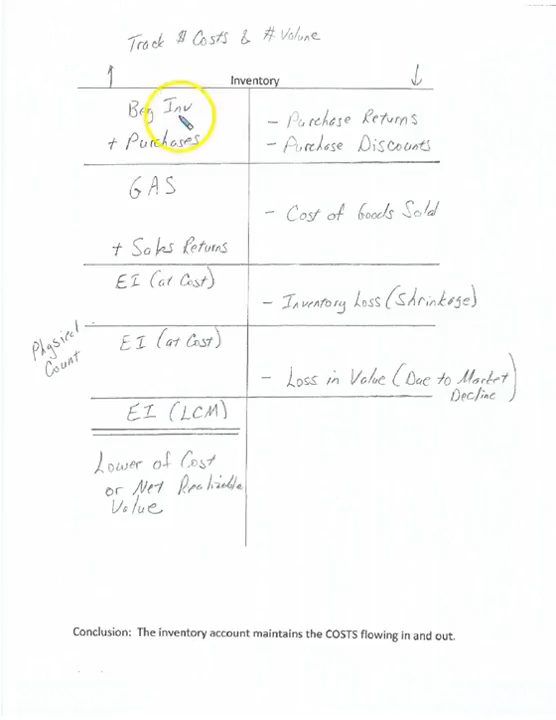 Track $ Costs & # Volume
Inventory
Beg Inv
+ Purchases
- Purchase Returns
- Purchase Discounts
GAS
- Cost of Goods Sold
+ Sales Returns
EI (at Cost)
- Inventory Loss (Shrinkage)
Physical
Count
EI (at Cost)
- Loss in Value (Due to Market
Decline)
EI (LCM)
Lower of Cost
or Net Realizable
Value
Conclusion: The inventory account maintains the COSTS flowing in and out.